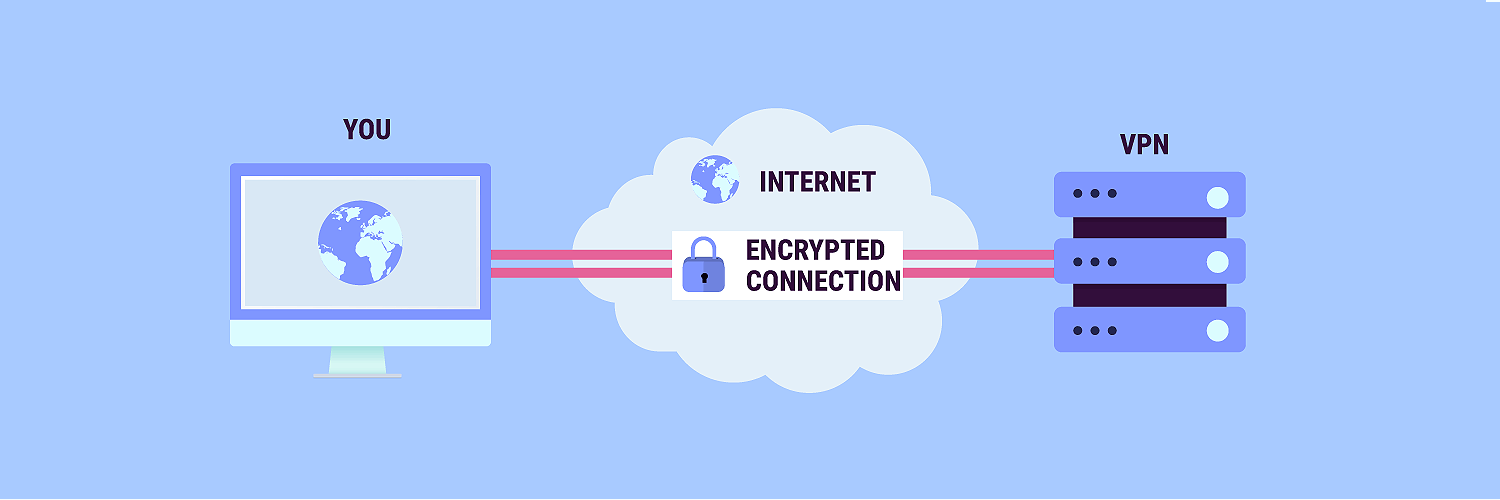 YOU
INTERNET
ENCRYPTED
CONNECTION
VPN